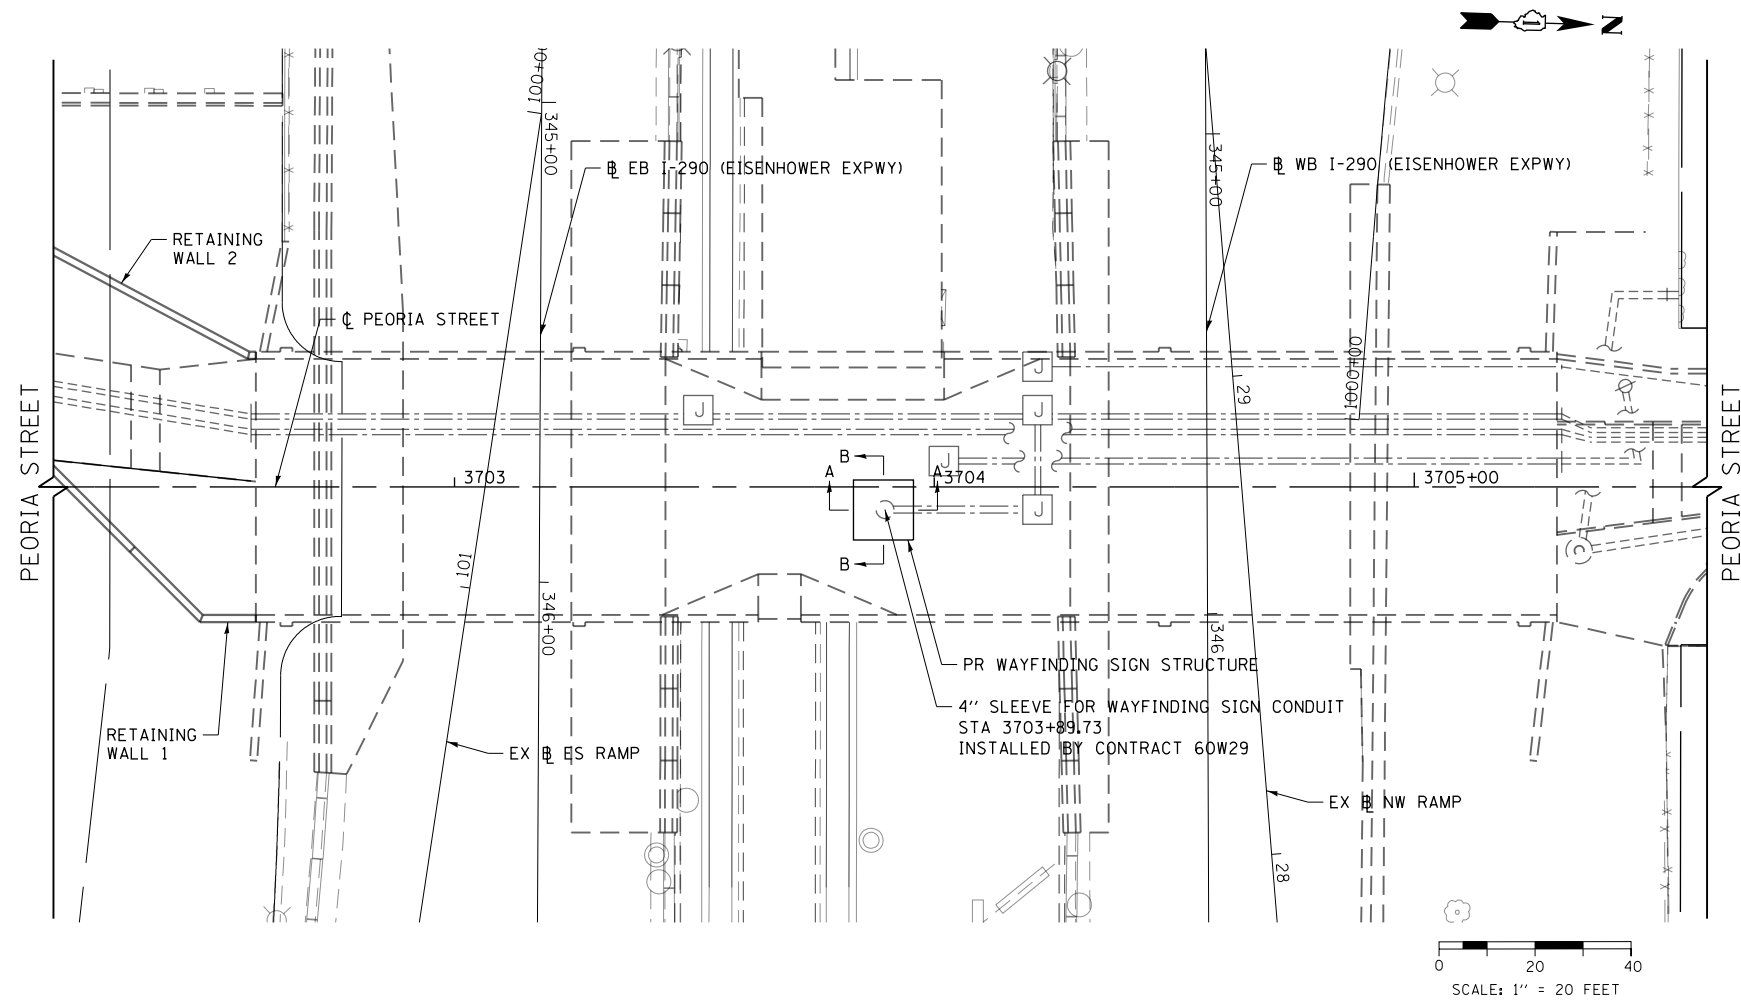 N
0+001
345+00
℄ EB I-290 (EISENHOWER EXPWY)
345+00
℄ WB I-290 (EISENHOWER EXPWY)
RETAINING
WALL 2
℄ PEORIA STREET
1000+00
J
29
PEORIA STREET
J
J
J
B
A
A
3703
3704
3705+00
PEORIA STREET
J
C
101
B
346+00
346
PR WAYFINDING SIGN STRUCTURE
4'' SLEEVE FOR WAYFINDING SIGN CONDUIT
STA 3703+89.73
INSTALLED BY CONTRACT 60W29
RETAINING
WALL 1
EX ℄ ES RAMP
EX ℄ NW RAMP
28
0
20
40
SCALE: 1'' = 20 FEET